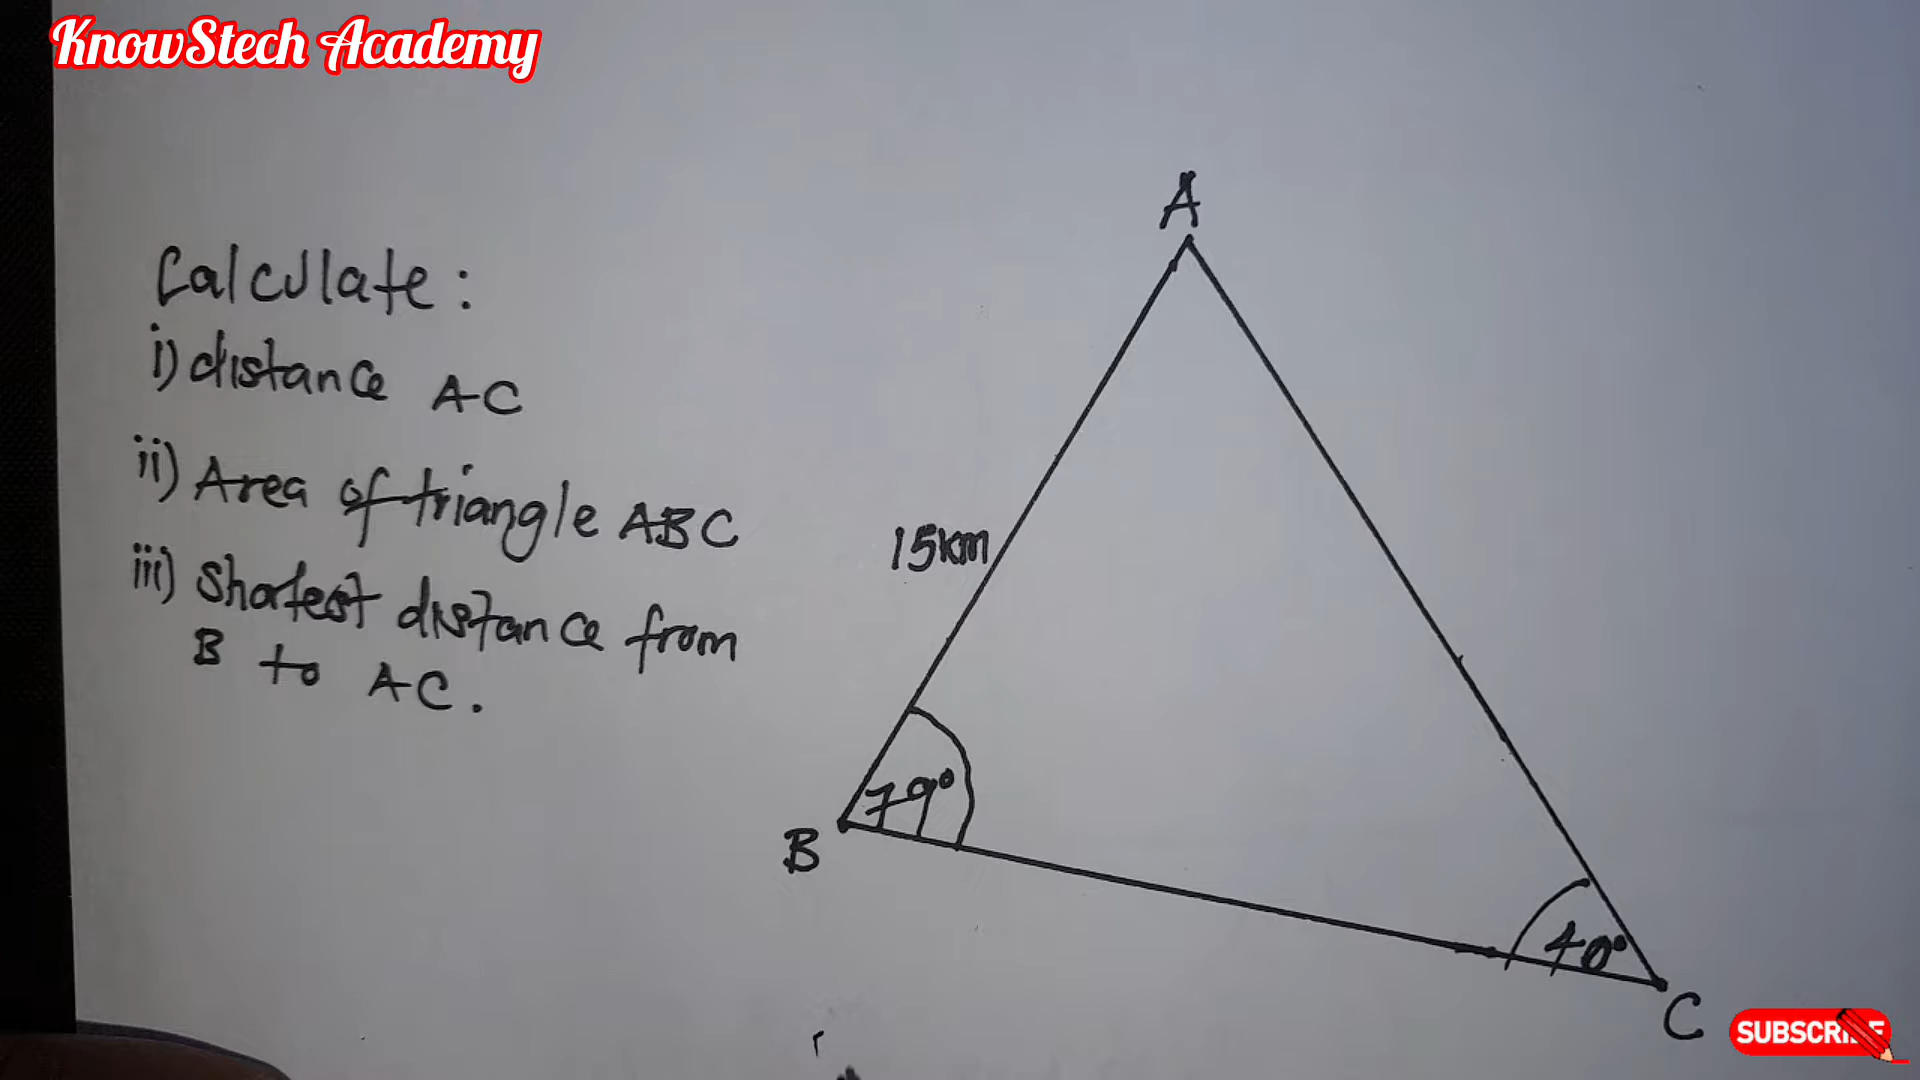 KnowStech Academy
Calculate:
i) distance AC
ii) Area of triangle ABC
iii) Shortest distance from
B to AC.
A
15km
79°
B
40°
C
SUBSCRIBE